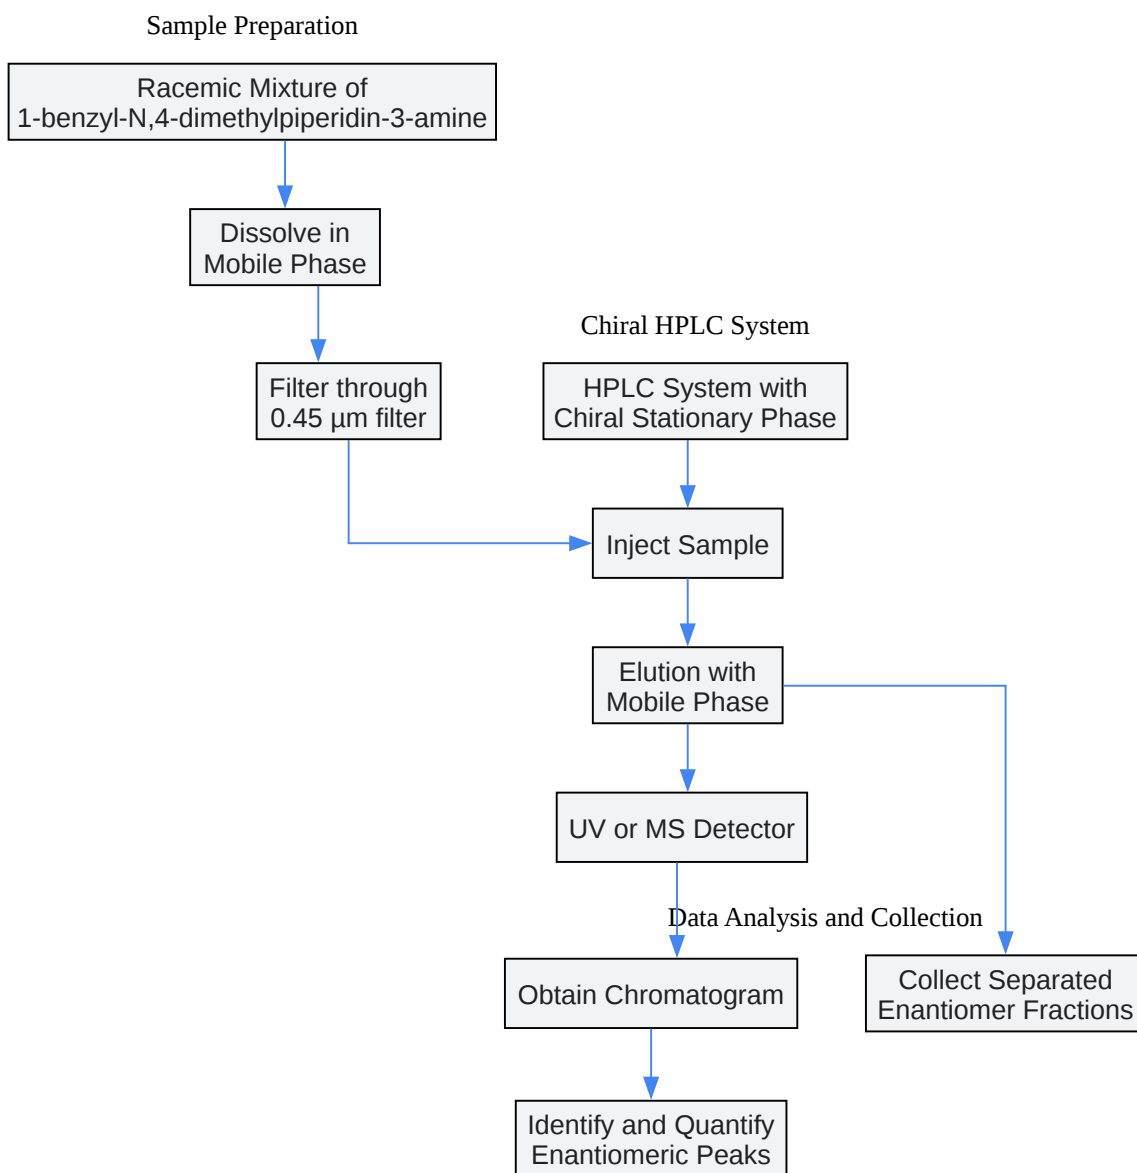 Sample Preparation
Racemic Mixture of
1-benzyl-N,4-dimethylpiperidin-3-amine
Dissolve in
Mobile Phase
Filter through
0.45 µm filter
Chiral HPLC System
HPLC System with
Chiral Stationary Phase
Inject Sample
Elution with
Mobile Phase
UV or MS Detector
Data Analysis and Collection
Obtain Chromatogram
Collect Separated
Enantiomer Fractions
Identify and Quantify
Enantiomeric Peaks